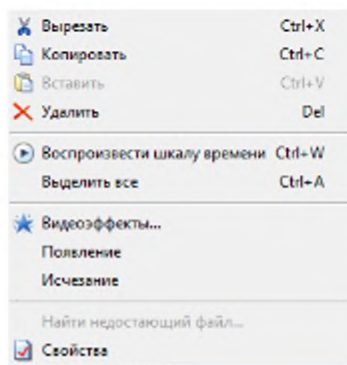 Вырезать Ctrl+X
Копировать Ctrl+C
Вставить Ctrl+V
Удалить Del
Воспроизвести шкалу времени Ctrl+W
Выделить все Ctrl+A
Видеоэффекты...
Появление
Исчезание
Найти недостающий файл...
Свойства